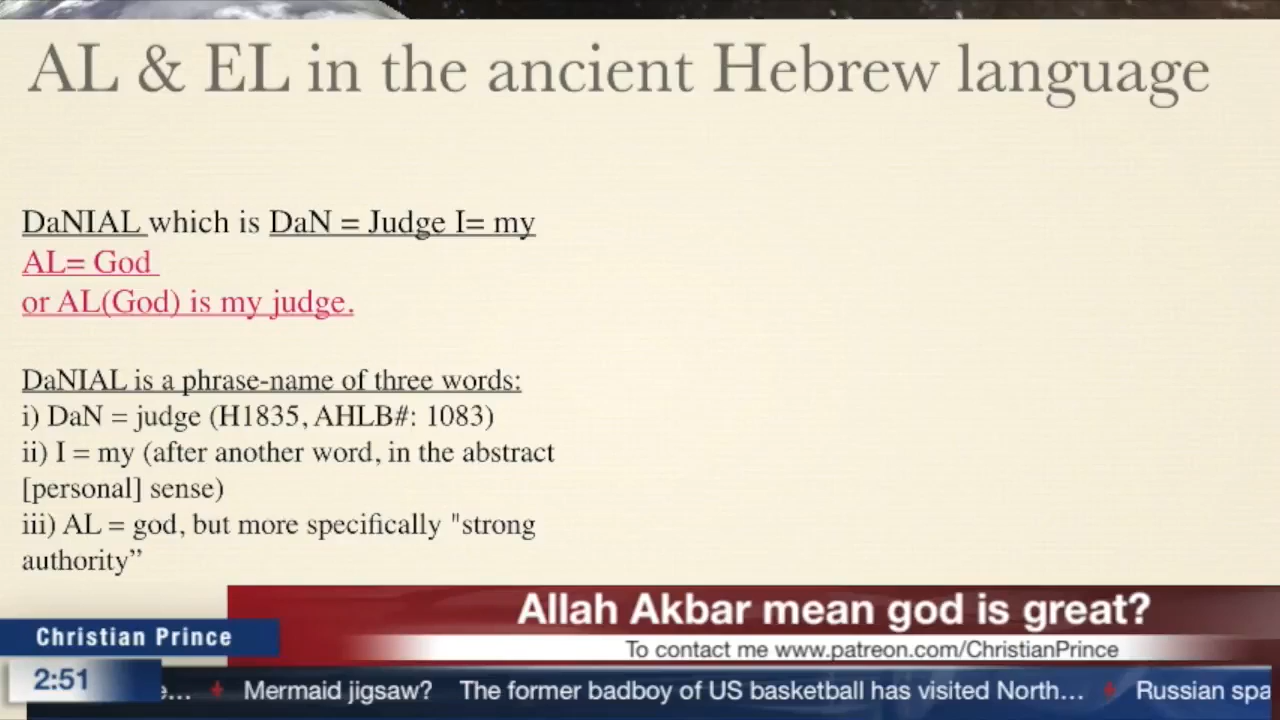 AL & EL in the ancient Hebrew language
DaNIAL which is DaN = Judge I= my
AL= God
or AL(God) is my judge.
DaNIAL is a phrase-name of three words:
i) DaN = judge (H1835, AHLB#: 1083)
ii) I = my (after another word, in the abstract
[personal] sense)
iii) AL = god, but more specifically "strong
authority”
Allah Akbar mean god is great?
Christian Prince
To contact me www.patreon.com/ChristianPrince
2:51
e... Mermaid jigsaw? The former badboy of US basketball has visited North... Russian spa